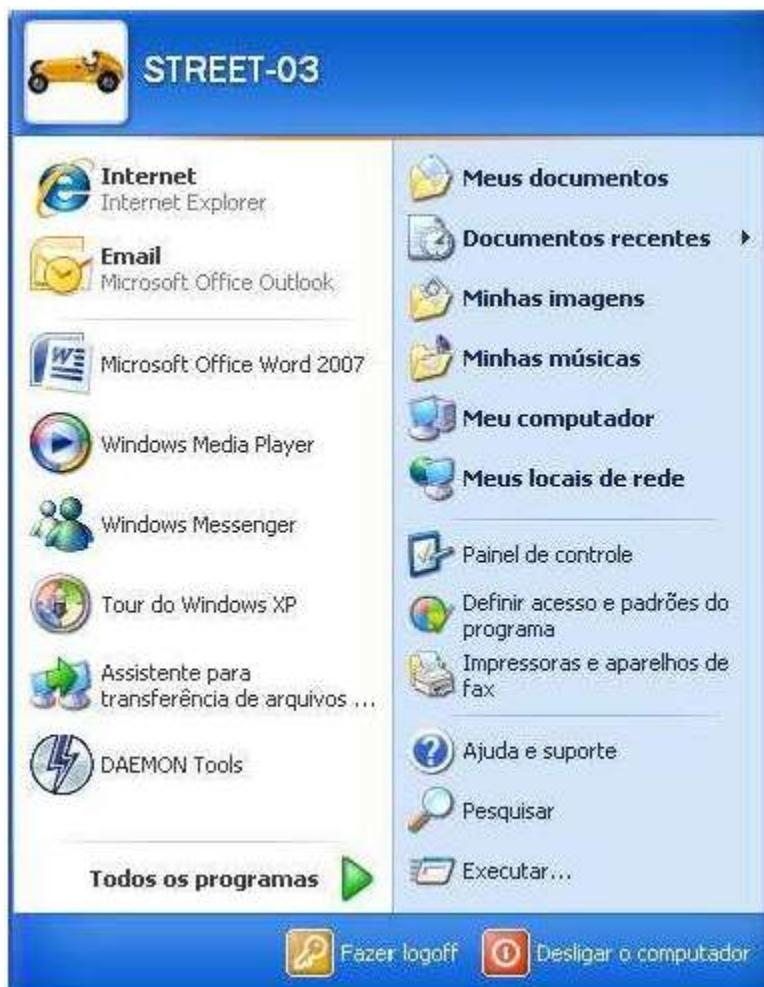 STREET-03
Internet
Internet Explorer
Email
Microsoft Office Outlook
Microsoft Office Word 2007
Windows Media Player
Windows Messenger
Tour do Windows XP
Assistente para
transferência de arquivos ...
DAEMON Tools
Todos os programas
Meus documentos
Documentos recentes
Minhas imagens
Minhas músicas
Meu computador
Meus locais de rede
Painel de controle
Definir acesso e padrões do
programa
Impressoras e aparelhos de
fax
Ajuda e suporte
Pesquisar
Executar...
Fazer logoff
Desligar o computador